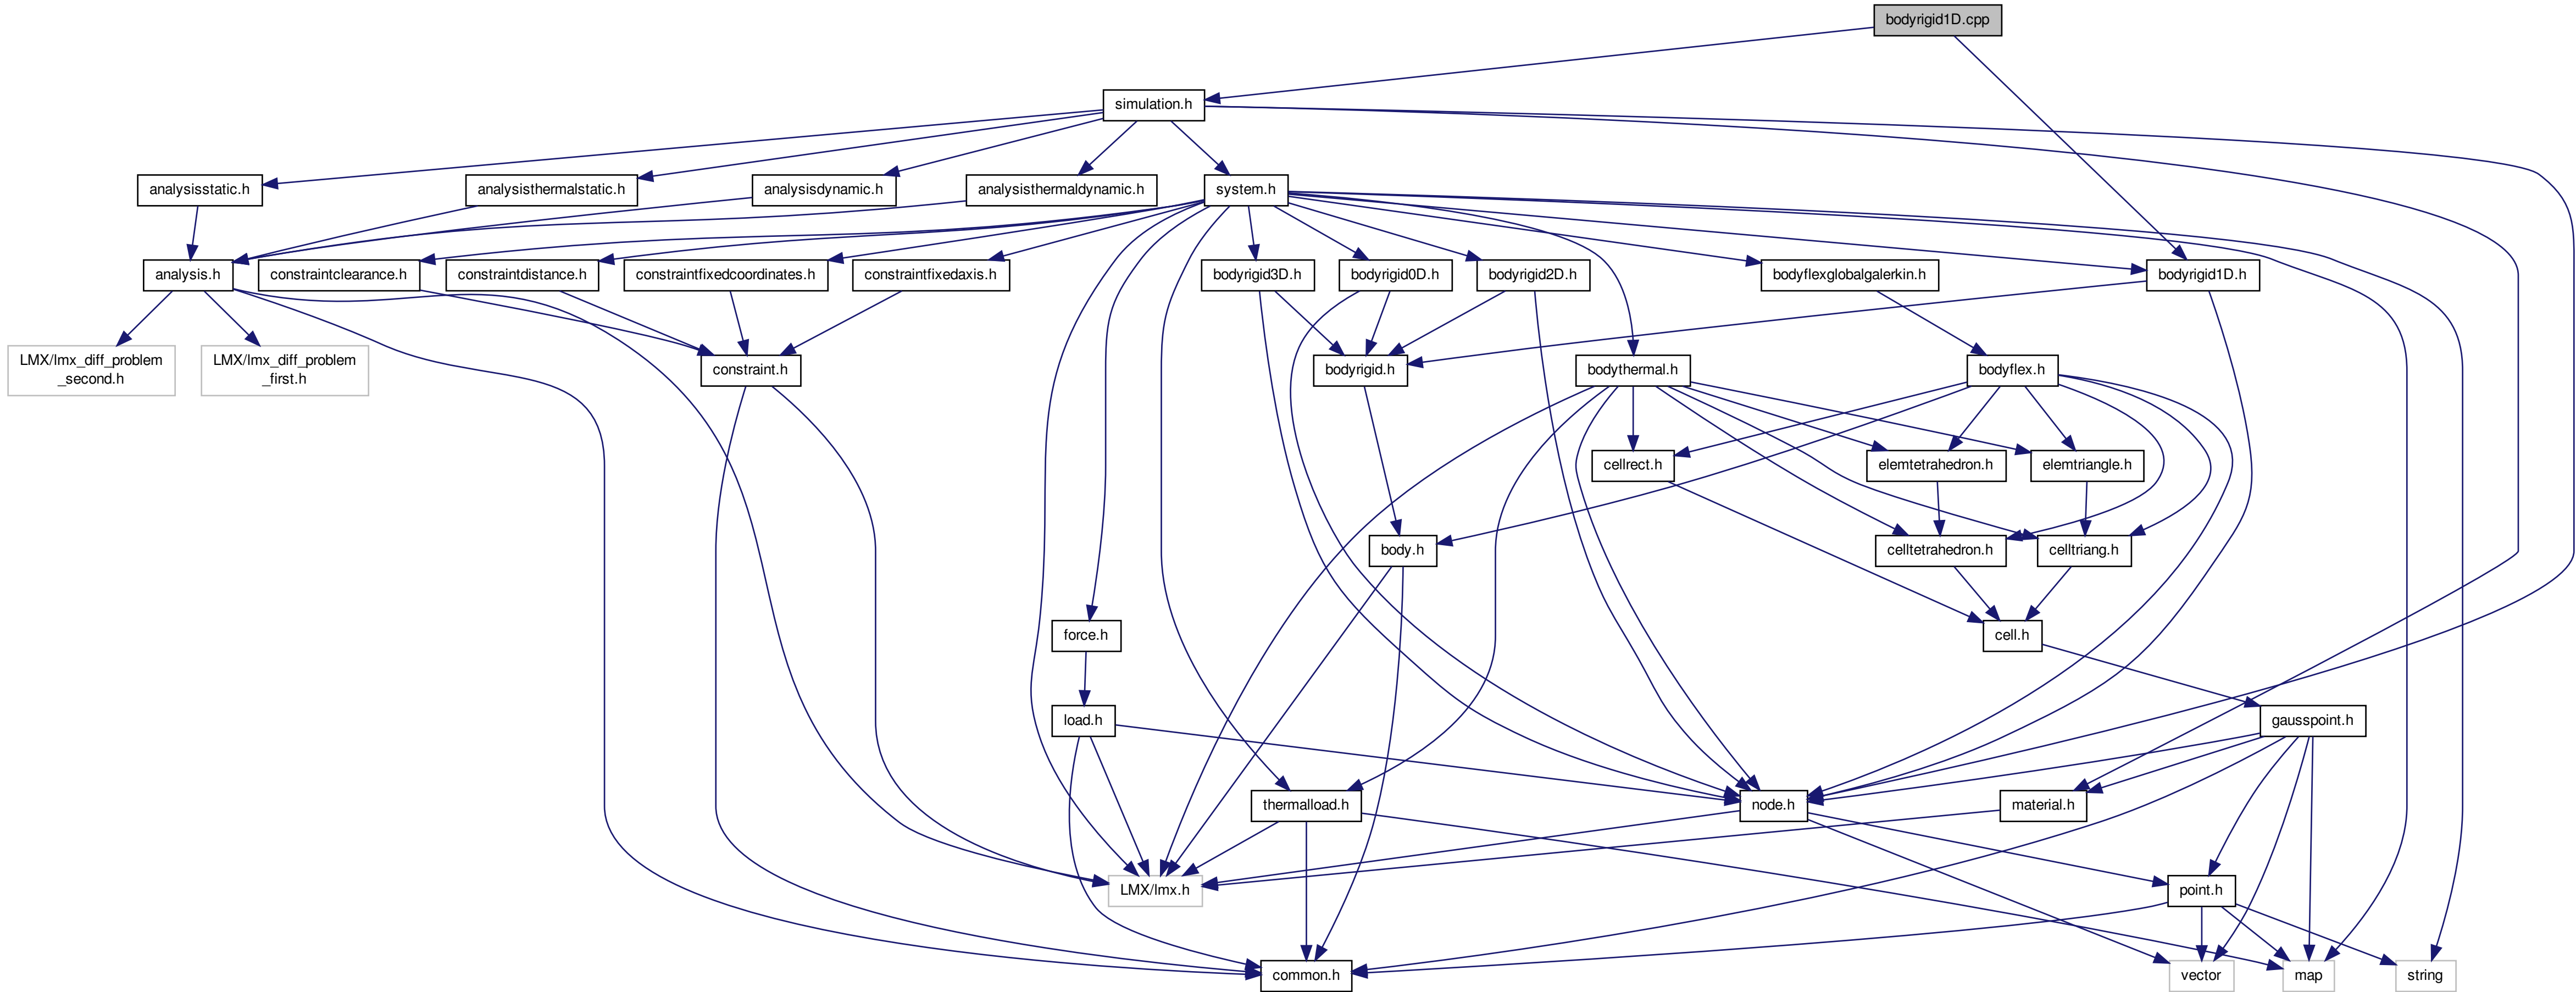 bodyrigid1D.cpp
simulation.h
analysisstatic.h
analysisthermalstatic.h
analysisdynamic.h
analysisthermaldynamic.h
system.h
analysis.h
constraintclearance.h
constraintdistance.h
constraintfixedcoordinates.h
constraintfixedaxis.h
bodyrigid3D.h
bodyrigid0D.h
bodyrigid2D.h
bodyflexglobalgalerkin.h
bodyrigid1D.h
LMX/lmx_diff_problem
_second.h
LMX/lmx_diff_problem
_first.h
constraint.h
bodyrigid.h
bodythermal.h
bodyflex.h
cellrect.h
elemtetrahedron.h
elemtriangle.h
body.h
celltetrahedron.h
celltriang.h
force.h
cell.h
load.h
gausspoint.h
thermalload.h
node.h
material.h
LMX/lmx.h
point.h
common.h
vector
map
string